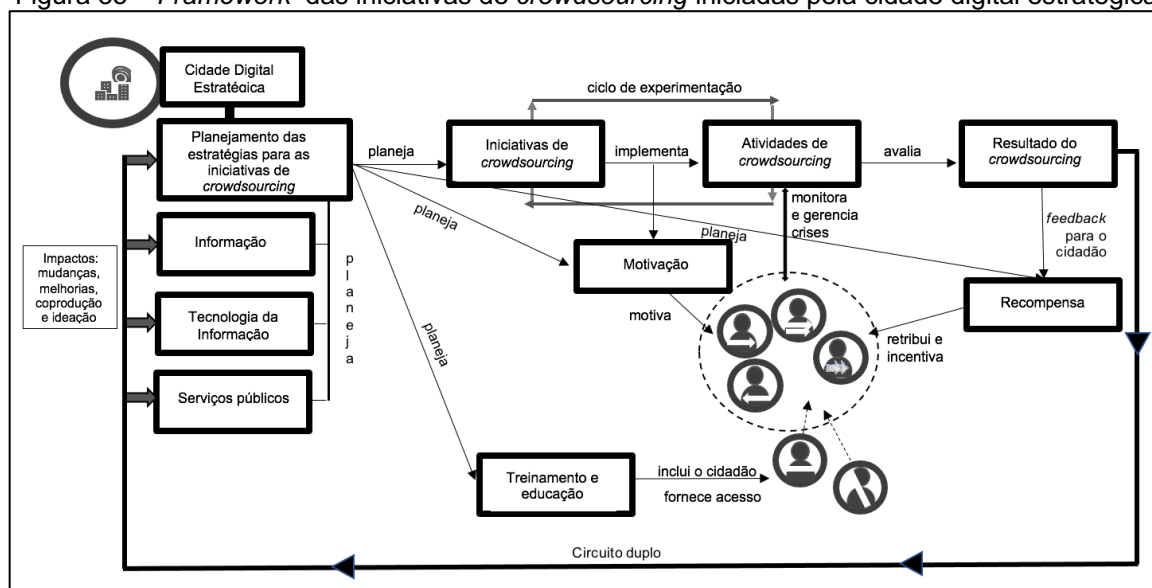 Figura 35 – Framework das iniciativas de crowdsourcing iniciadas pela cidade digital estratégica
Cidade Digital
Estratégica
Planejamento das
estratégias para as
iniciativas de
crowdsourcing
Informação
Tecnologia da
Informação
Serviços públicos
Impactos:
mudanças,
melhorias,
coprodução
e ideação
planeja
planeja
planeja
planeja
planeja
ciclo de experimentação
Iniciativas de
crowdsourcing
implementa
Atividades de
crowdsourcing
avalia
Resultado do
crowdsourcing
monitora
e gerencia
crises
feedback
para o
cidadão
Motivação
motiva
Recompensa
retribui e
incentiva
Treinamento e
educação
inclui o cidadão
fornece acesso
Circuito duplo